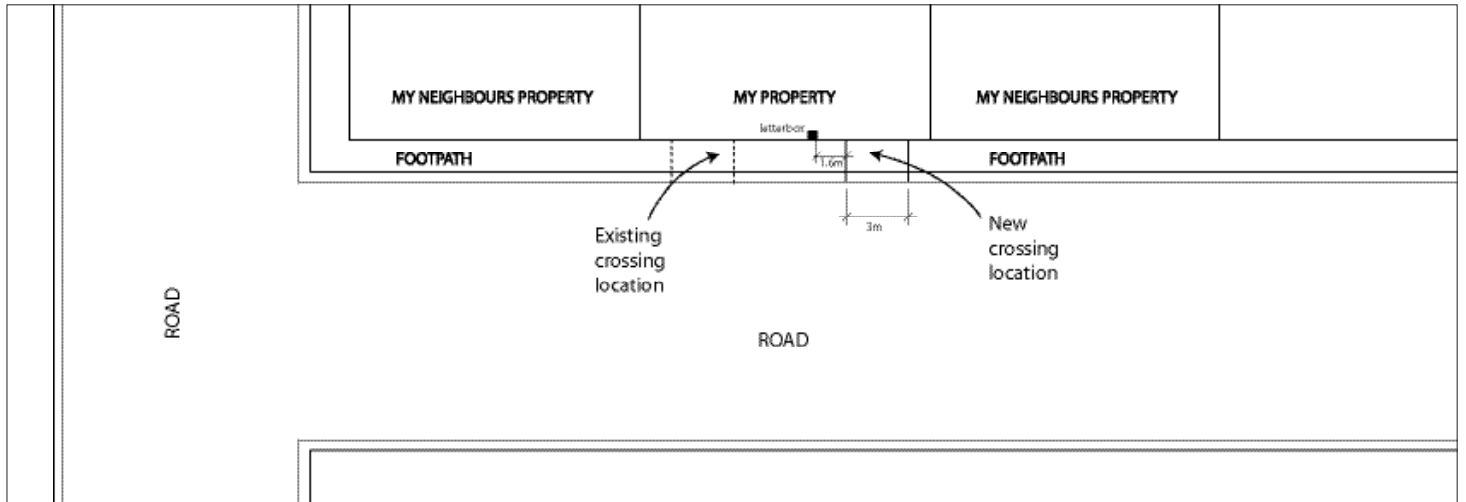 MY NEIGHBOURS PROPERTY
MY PROPERTY
MY NEIGHBOURS PROPERTY
letterbox
FOOTPATH
1.6m
FOOTPATH
3m
Existing
crossing
location
New
crossing
location
ROAD
ROAD